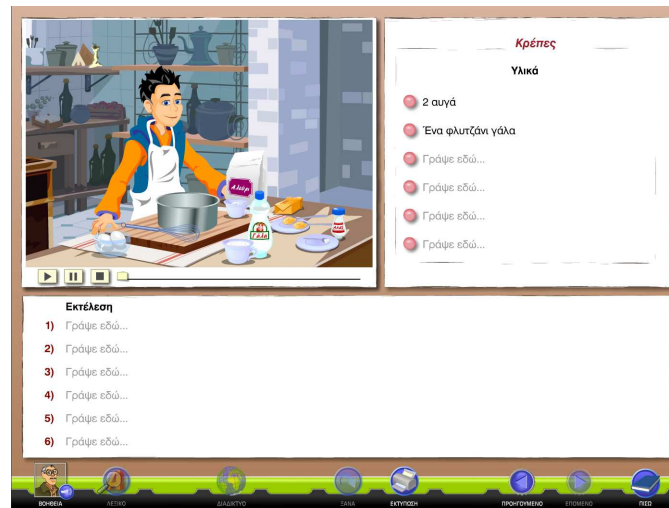 Κρέπες
Υλικά
2 αυγά
Ένα φλυτζάνι γάλα
Γράψε εδώ...
Γράψε εδώ...
Γράψε εδώ...
Γράψε εδώ...
Αλεύρι
Γάλα
Αλάτι
Εκτέλεση
1) Γράψε εδώ...
2) Γράψε εδώ...
3) Γράψε εδώ...
4) Γράψε εδώ...
5) Γράψε εδώ...
6) Γράψε εδώ...
ΒΟΗΘΕΙΑ ΛΕΞΙΚΟ ΔΙΑΔΙΚΤΥΟ ΞΑΝΑ ΕΚΤΥΠΩΣΗ ΠΡΟΗΓΟΥΜΕΝΟ ΕΠΟΜΕΝΟ ΠΙΣΩ